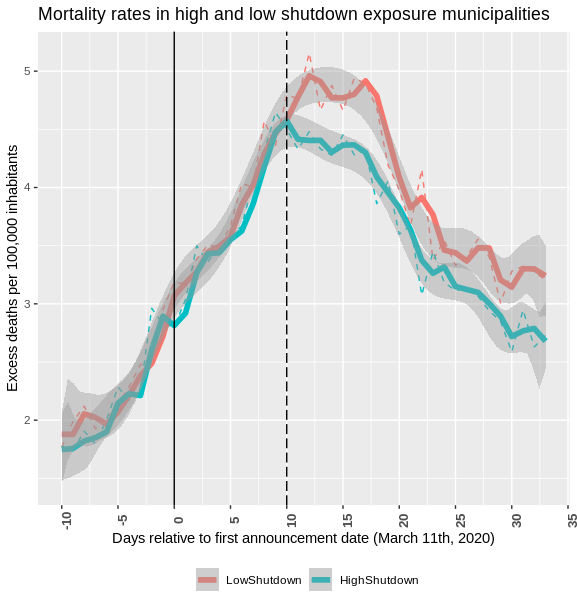 Mortality rates in high and low shutdown exposure municipalities
Excess deaths per 100,000 inhabitants
5
4
3
2
-10
-5
0
5
10
15
20
25
30
35
Days relative to first announcement date (March 11th, 2020)
LowShutdown
HighShutdown